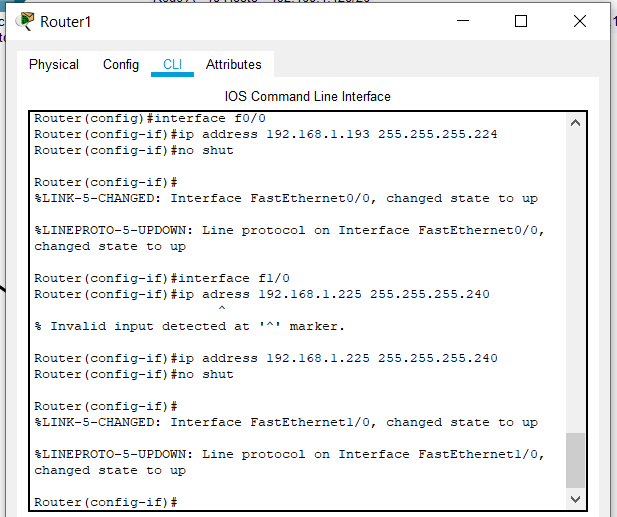 Router1
Physical Config CLI Attributes
IOS Command Line Interface
Router(config)#interface f0/0
Router(config-if)#ip address 192.168.1.193 255.255.255.224
Router(config-if)#no shut
Router(config-if)#
%LINK-5-CHANGED: Interface FastEthernet0/0, changed state to up
%LINEPROTO-5-UPDOWN: Line protocol on Interface FastEthernet0/0,
changed state to up
Router(config-if)#interface f1/0
Router(config-if)#ip adress 192.168.1.225 255.255.255.240
^
% Invalid input detected at '^' marker.
Router(config-if)#ip address 192.168.1.225 255.255.255.240
Router(config-if)#no shut
Router(config-if)#
%LINK-5-CHANGED: Interface FastEthernet1/0, changed state to up
%LINEPROTO-5-UPDOWN: Line protocol on Interface FastEthernet1/0,
changed state to up
Router(config-if)#